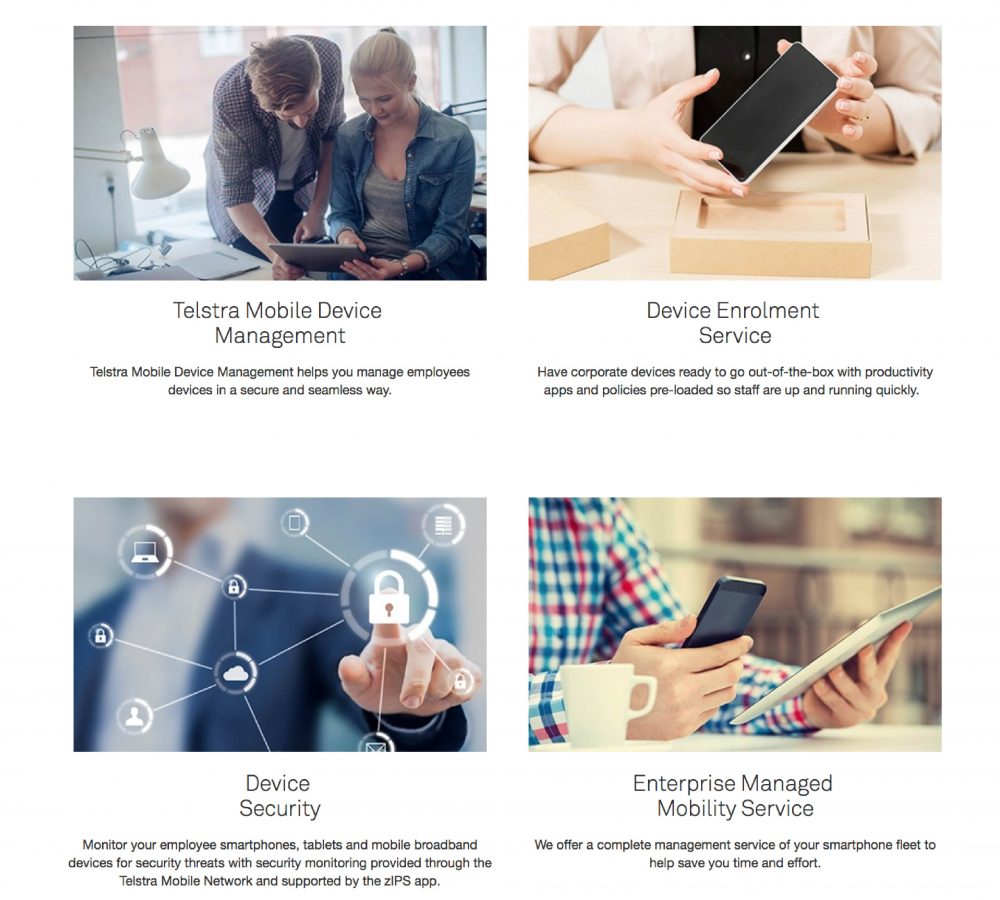 Telstra Mobile Device
Management
Telstra Mobile Device Management helps you manage employees
devices in a secure and seamless way.
Device Enrolment
Service
Have corporate devices ready to go out-of-the-box with productivity
apps and policies pre-loaded so staff are up and running quickly.
Device
Security
Monitor your employee smartphones, tablets and mobile broadband
devices for security threats with security monitoring provided through the
Telstra Mobile Network and supported by the zIPS app.
Enterprise Managed
Mobility Service
We offer a complete management service of your smartphone fleet to
help save you time and effort.